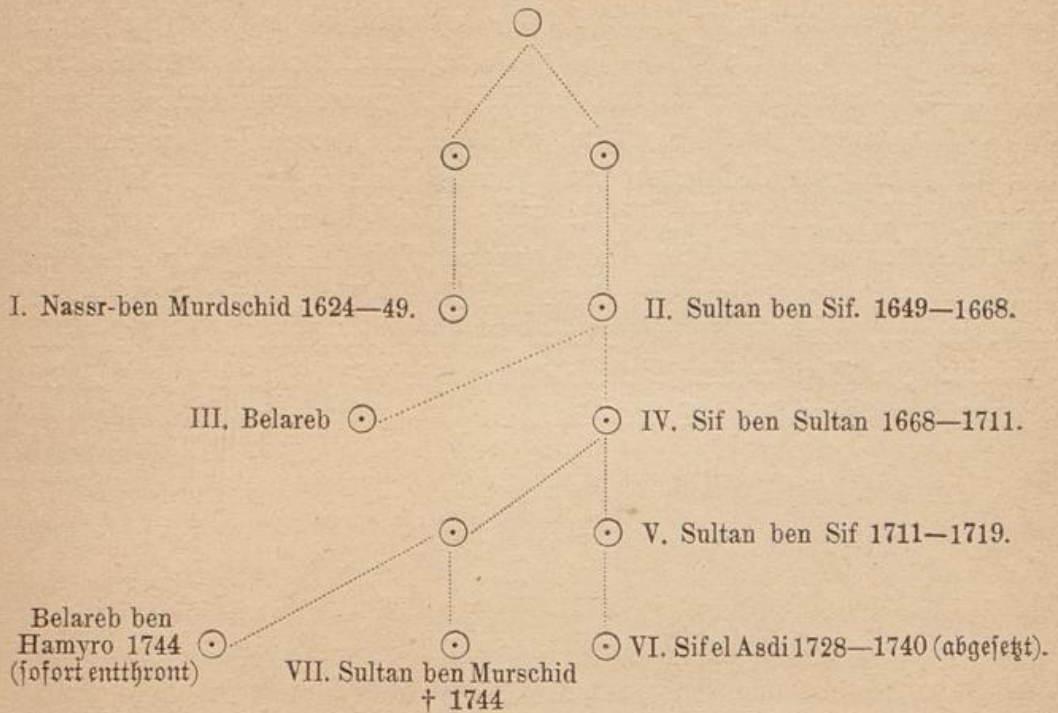 I. Nassr-ben Murdschid 1624—49.
II. Sultan ben Sif. 1649—1668.
III. Belareb
IV. Sif ben Sultan 1668—1711.
V. Sultan ben Sif 1711—1719.
Belareb ben
Hamyro 1744
(ſofort entthront)
VII. Sultan ben Murschid
† 1744
VI. Sif el Asdi 1728—1740 (abgeſetzt).